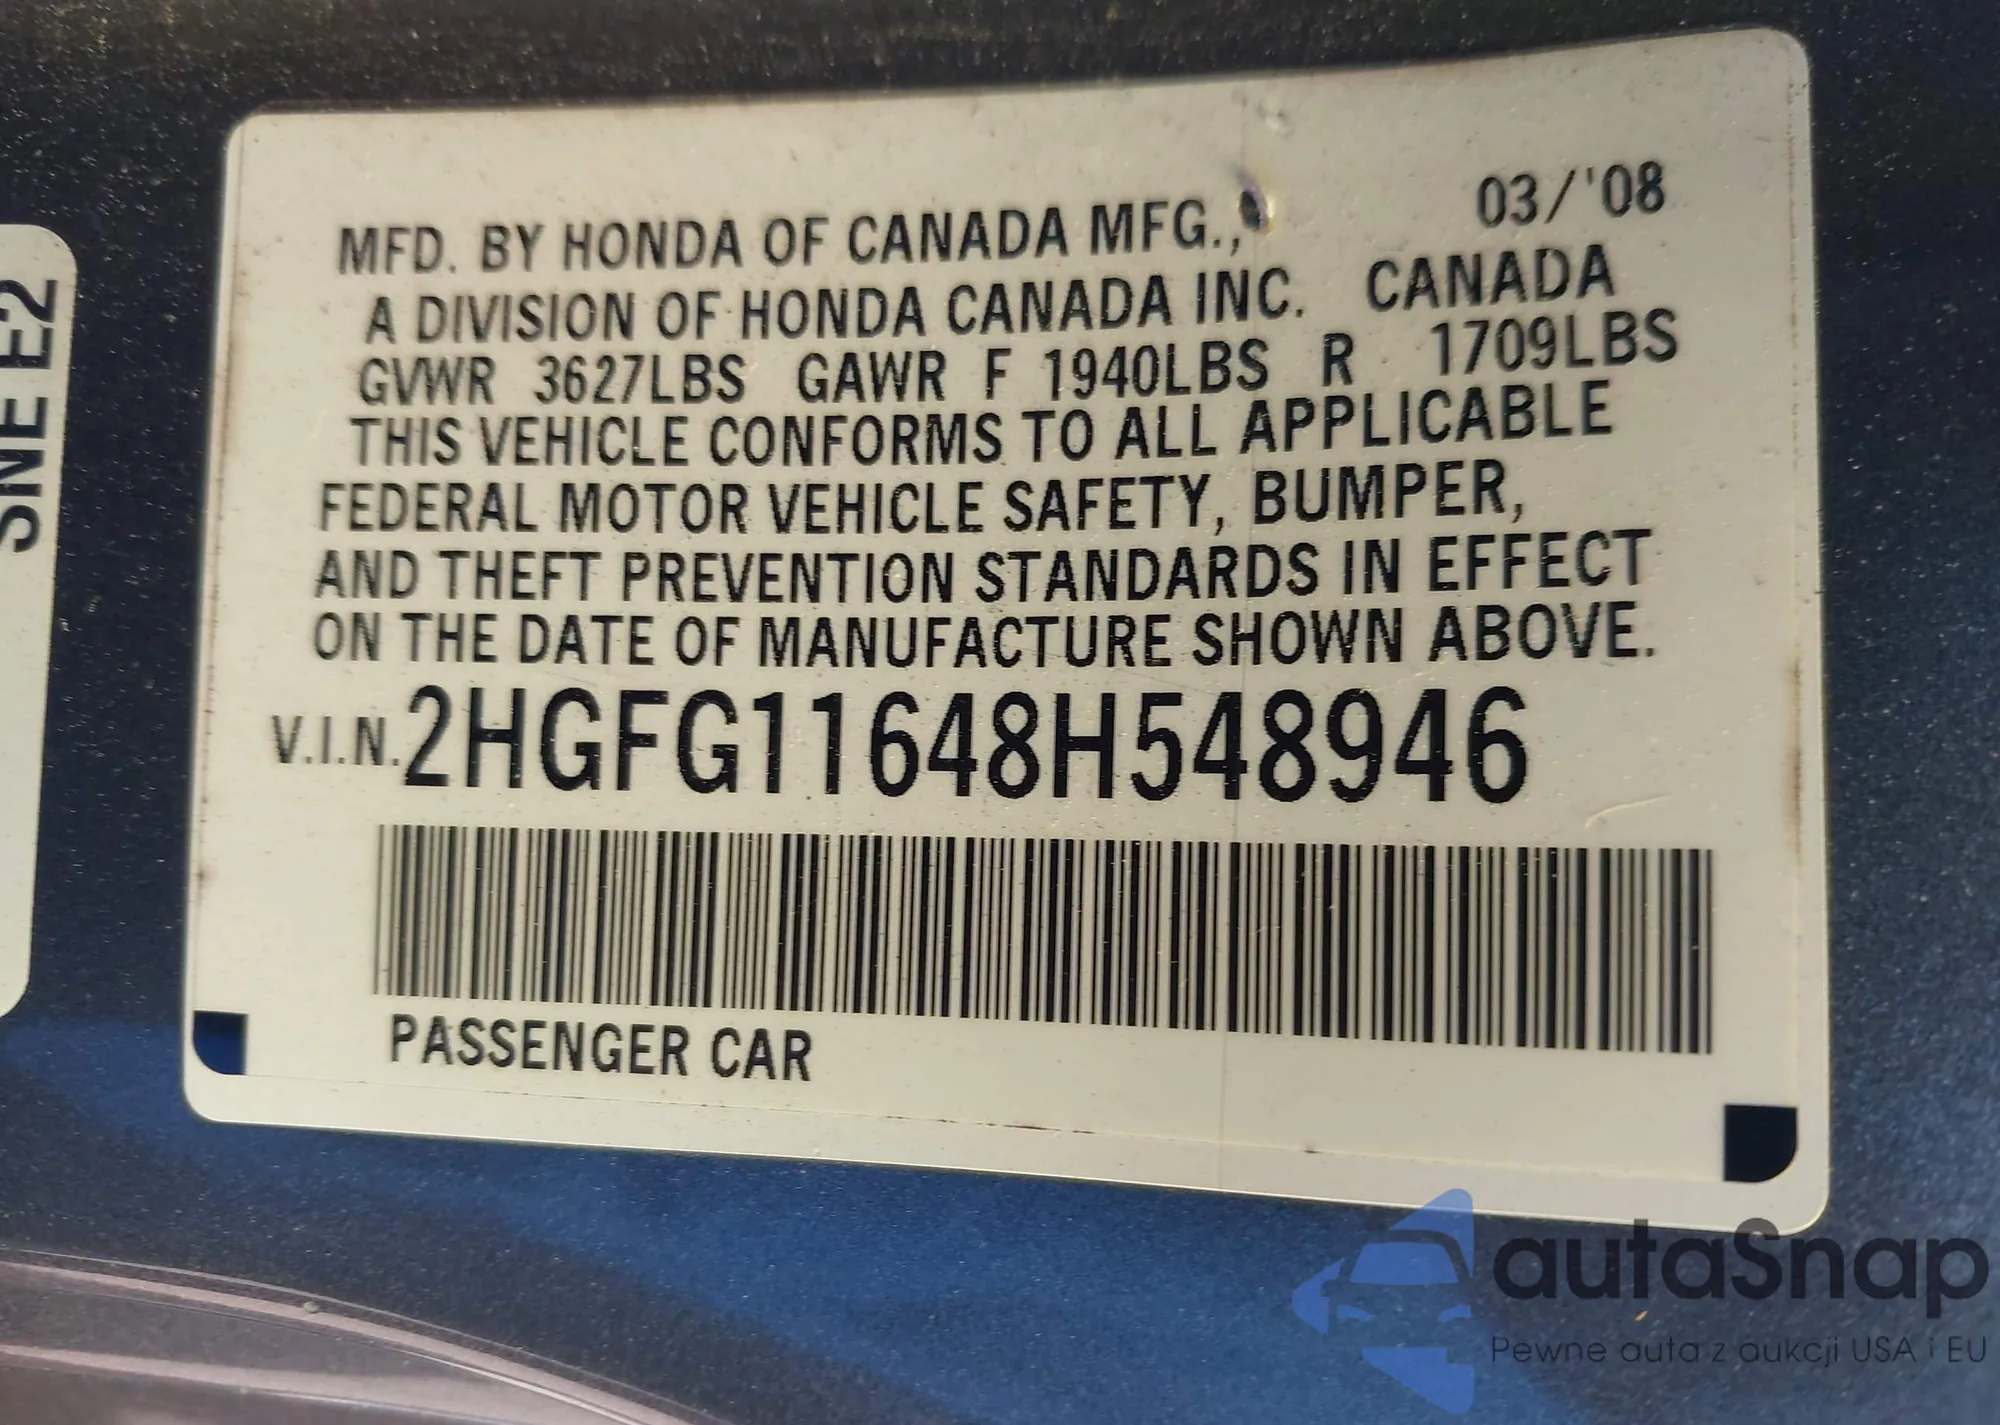 SNE E2
MFD. BY HONDA OF CANADA MFG., 03/'08
A DIVISION OF HONDA CANADA INC. CANADA
GVWR 3627LBS GAWR F 1940LBS R 1709LBS
THIS VEHICLE CONFORMS TO ALL APPLICABLE
FEDERAL MOTOR VEHICLE SAFETY, BUMPER,
AND THEFT PREVENTION STANDARDS IN EFFECT
ON THE DATE OF MANUFACTURE SHOWN ABOVE.
V.I.N. 2HGFG11648H548946
PASSENGER CAR
autaSnap
Pewne auta z aukcji USA i EU